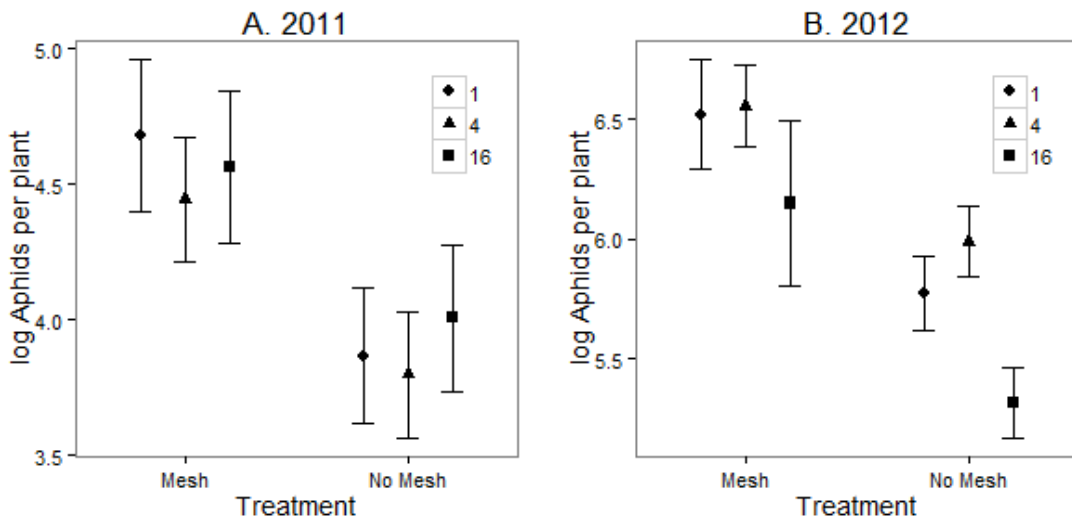 A. 2011
log Aphids per plant
5.0
4.5
4.0
3.5
1
4
16
Mesh
No Mesh
Treatment
B. 2012
log Aphids per plant
6.5
6.0
5.5
1
4
16
Mesh
No Mesh
Treatment